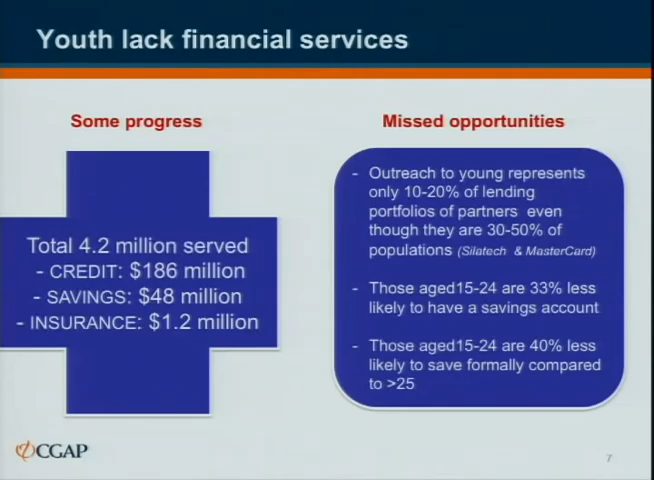 Youth lack financial services
Some progress
Total 4.2 million served
- CREDIT: $186 million
- SAVINGS: $48 million
- INSURANCE: $1.2 million
Missed opportunities
- Outreach to young represents
only 10-20% of lending
portfolios of partners even
though they are 30-50% of
populations (Silatech & MasterCard)
- Those aged15-24 are 33% less
likely to have a savings account
- Those aged15-24 are 40% less
likely to save formally compared
to >25
CGAP
7